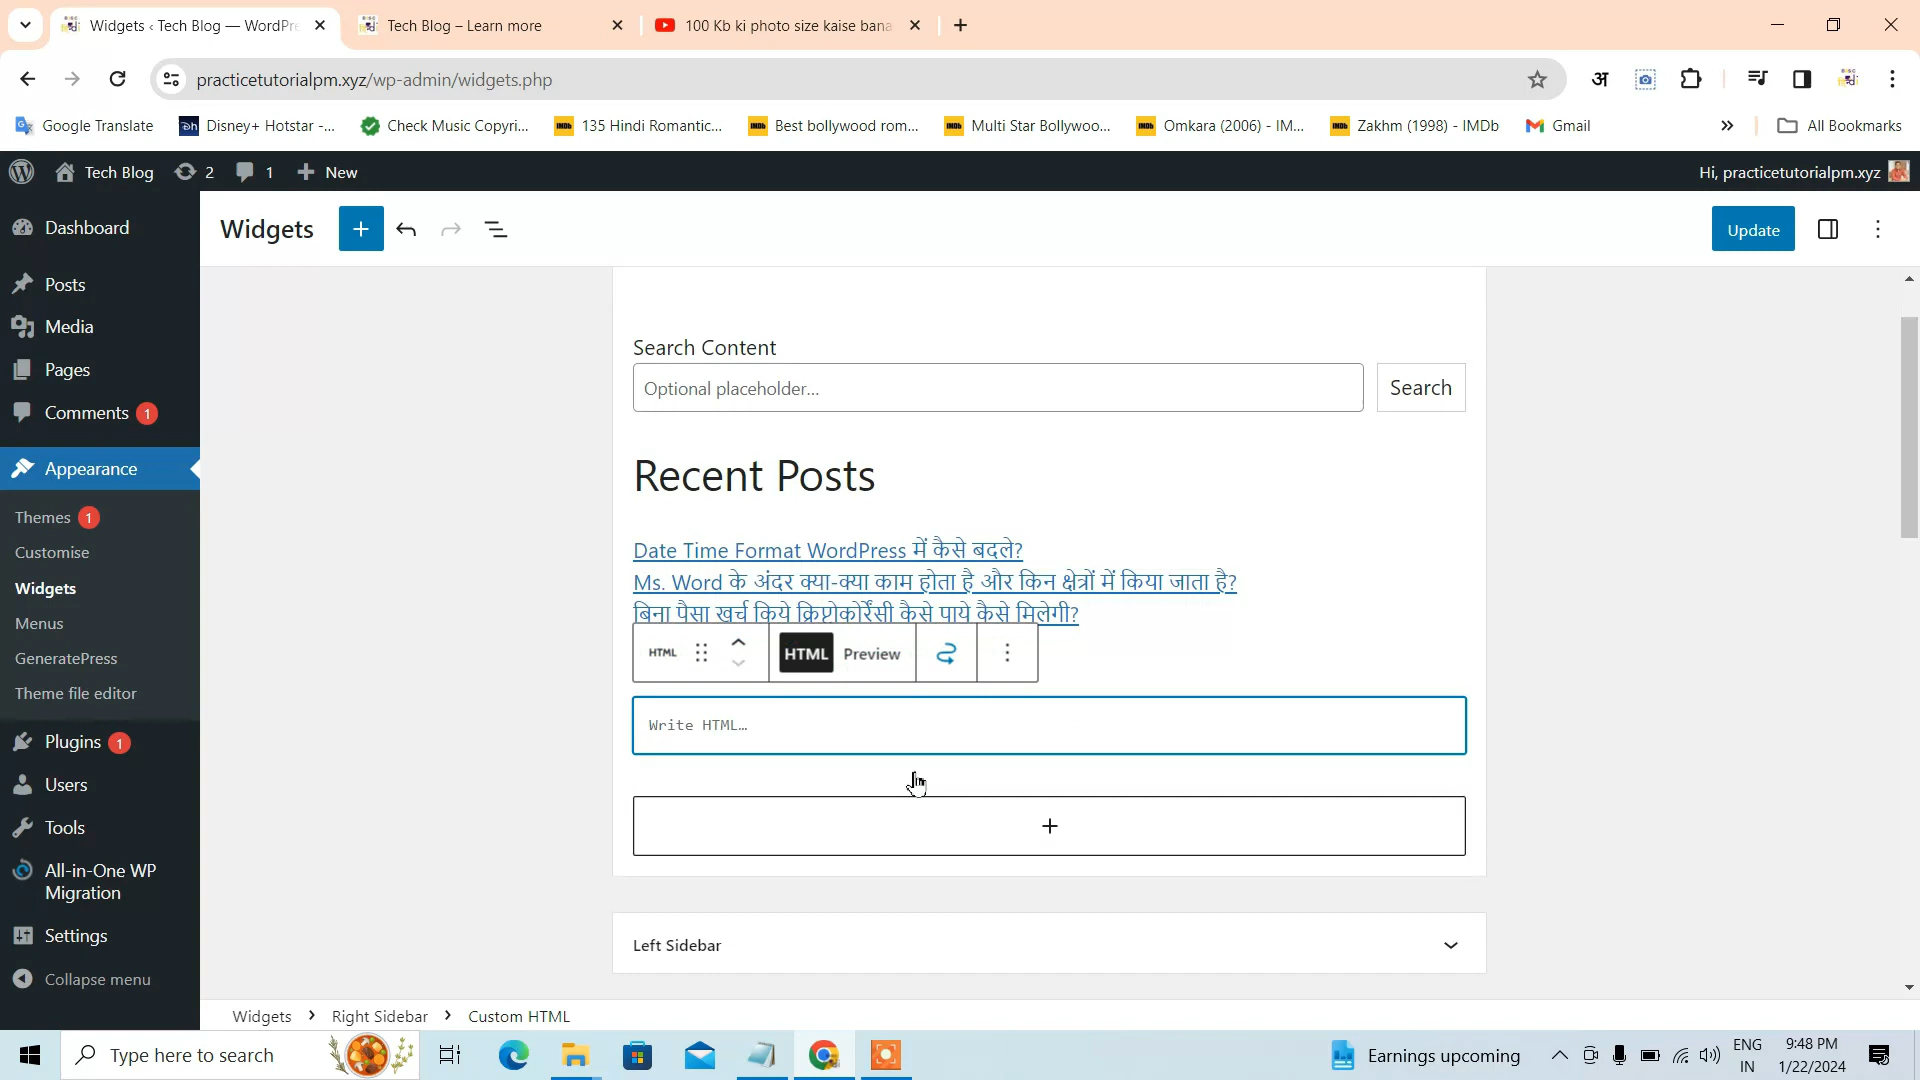 Widgets ‹ Tech Blog — WordPre
Tech Blog – Learn more
100 Kb ki photo size kaise bana
practicetutorialpm.xyz/wp-admin/widgets.php
अ
Google Translate
Disney+ Hotstar -...
Check Music Copyri...
135 Hindi Romantic...
Best bollywood rom...
Multi Star Bollywoo...
Omkara (2006) - IM...
Zakhm (1998) - IMDb
Gmail
All Bookmarks
Tech Blog
2
1
New
Hi, practicetutorialpm.xyz
Dashboard
Posts
Media
Pages
Comments 1
Appearance
Themes 1
Customise
Widgets
Menus
GeneratePress
Theme file editor
Plugins 1
Users
Tools
All-in-One WP
Migration
Settings
Collapse menu
Widgets
Update
Search Content
Optional placeholder...
Search
Recent Posts
Date Time Format WordPress में कैसे बदले?
Ms. Word के अंदर क्या-क्या काम होता है और किन क्षेत्रों में किया जाता है?
बिना पैसा खर्च किये क्रिप्टोकोरेंसी कैसे पाये कैसे मिलेगी?
HTML
HTML Preview
Write HTML…
Left Sidebar
Widgets › Right Sidebar › Custom HTML
Type here to search
Earnings upcoming
ENG
IN
9:48 PM
1/22/2024